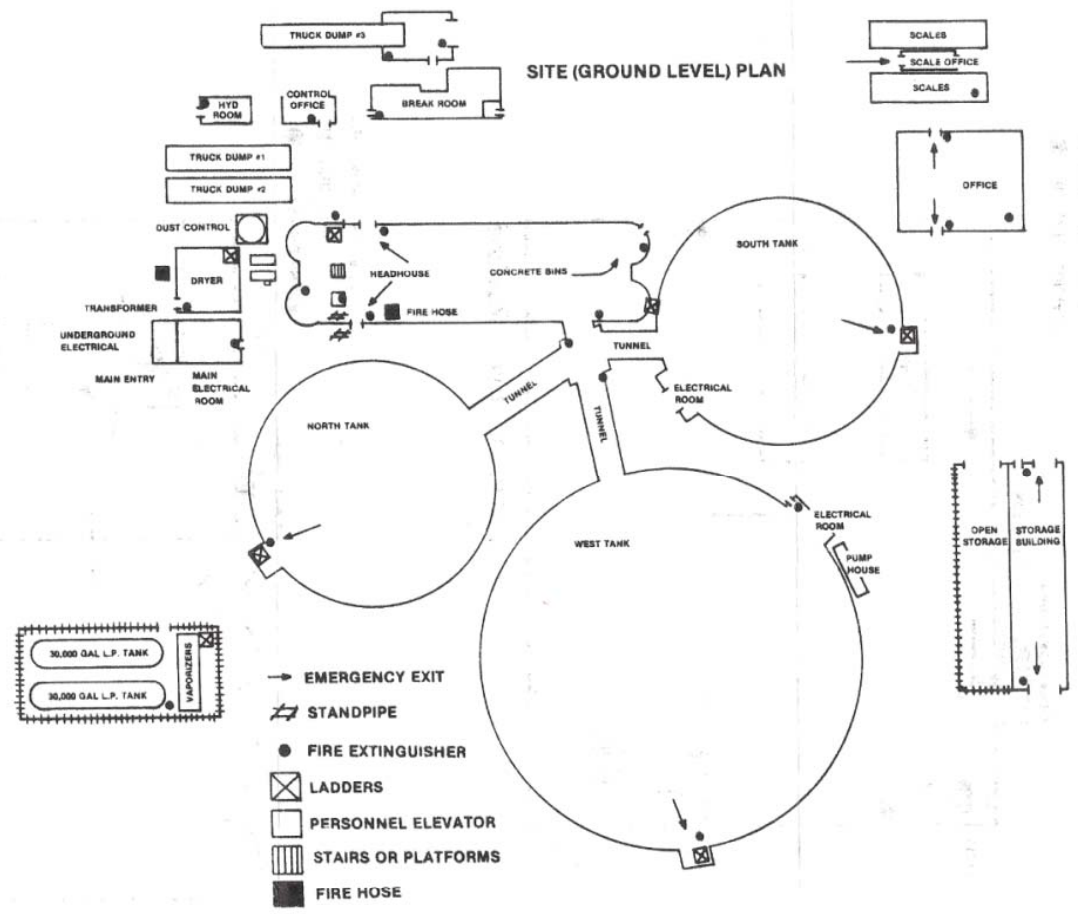 TRUCK DUMP #3
SCALES
SCALE OFFICE
SCALES
SITE (GROUND LEVEL) PLAN
HYD
ROOM
CONTROL
OFFICE
BREAK ROOM
TRUCK DUMP #1
TRUCK DUMP #2
OFFICE
DUST CONTROL
SOUTH TANK
DRYER
HEADHOUSE
CONCRETE BINS
TRANSFORMER
FIRE HOSE
UNDERGROUND
ELECTRICAL
TUNNEL
MAIN ENTRY
MAIN
ELECTRICAL
ROOM
TUNNEL
TUNNEL
ELECTRICAL
ROOM
NORTH TANK
WEST TANK
ELECTRICAL
ROOM
PUMP
HOUSE
OPEN
STORAGE
STORAGE
BUILDING
30,000 GAL L.P. TANK
30,000 GAL L.P. TANK
VAPORIZERS
EMERGENCY EXIT
STANDPIPE
FIRE EXTINGUISHER
LADDERS
PERSONNEL ELEVATOR
STAIRS OR PLATFORMS
FIRE HOSE